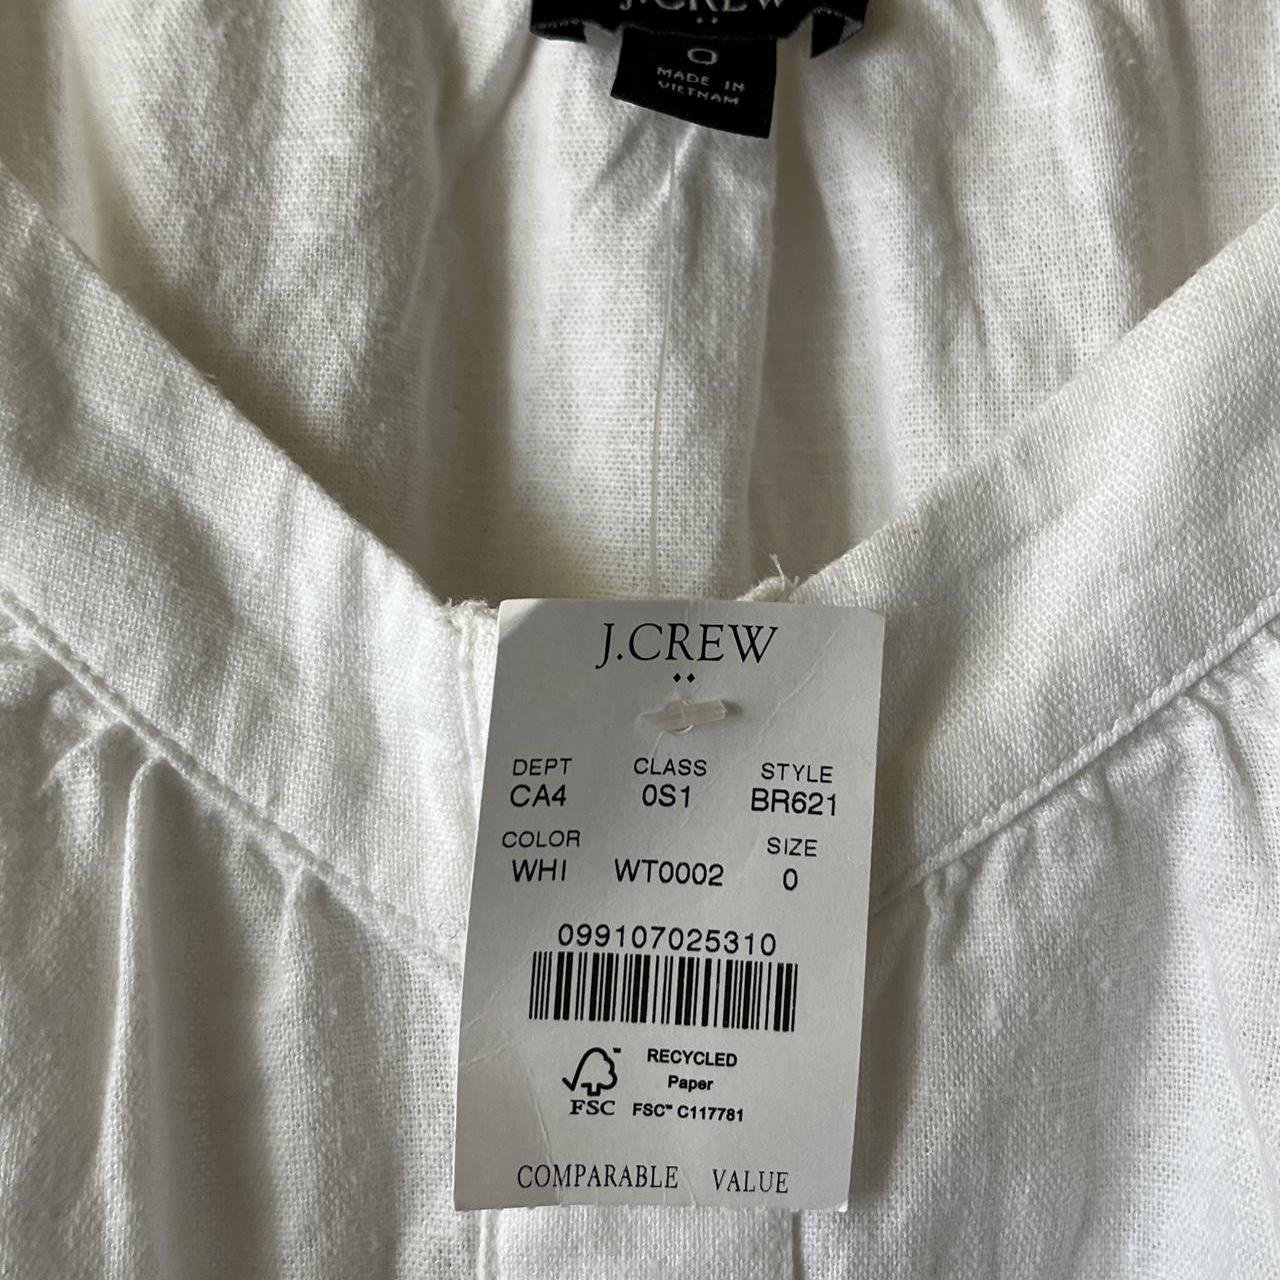 J.CREW
0
MADE IN
VIETNAM
J.CREW
DEPT CLASS STYLE
CA4 0S1 BR621
COLOR SIZE
WHI WT0002 0
099107025310
RECYCLED
Paper
FSC™ FSC™ C117781
COMPARABLE VALUE